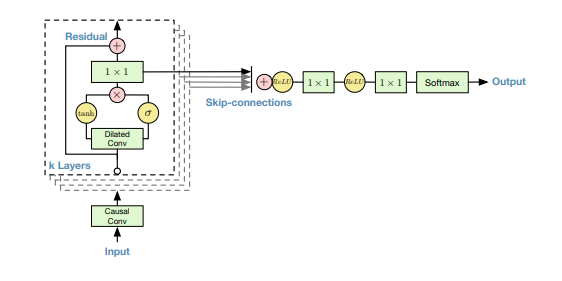 Residual
+
1 × 1
×
tanh
σ
Dilated
Conv
k Layers
Causal
Conv
Input
+
ReLU
1 × 1
ReLU
1 × 1
Softmax
Output
Skip-connections